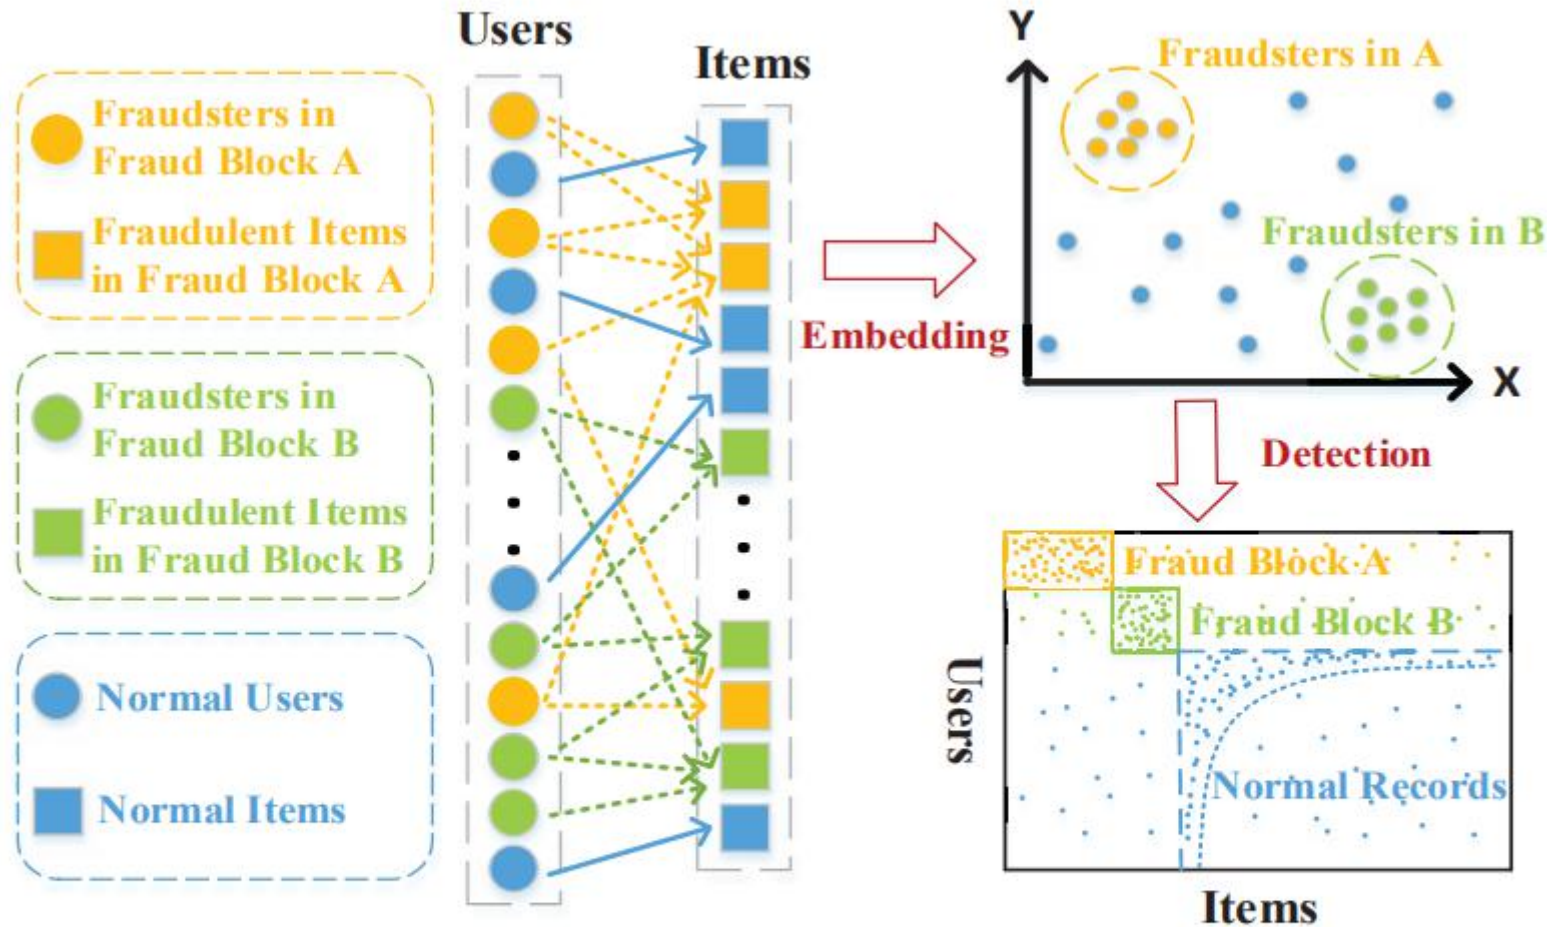 Users
Items
Fraudsters in
Fraud Block A
Fraudulent Items
in Fraud Block A
Fraudsters in
Fraud Block B
Fraudulent Items
in Fraud Block B
Normal Users
Normal Items
Embedding
Y
Fraudsters in A
Fraudsters in B
X
Detection
Fraud Block A
Fraud Block B
Normal Records
Users
Items